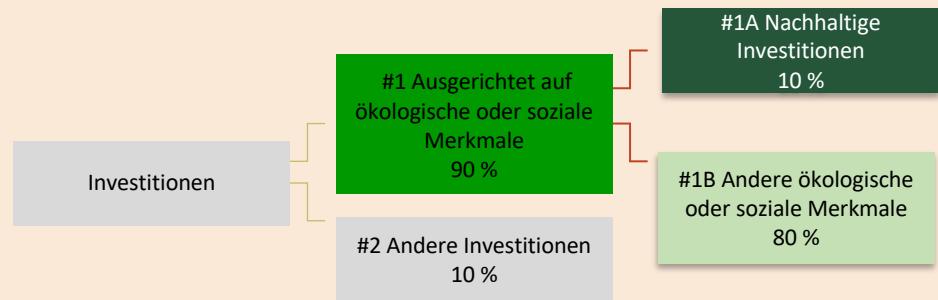 Investitionen
#1 Ausgerichtet auf
ökologische oder soziale
Merkmale
90 %
#2 Andere Investitionen
10 %
#1A Nachhaltige
Investitionen
10 %
#1B Andere ökologische
oder soziale Merkmale
80 %